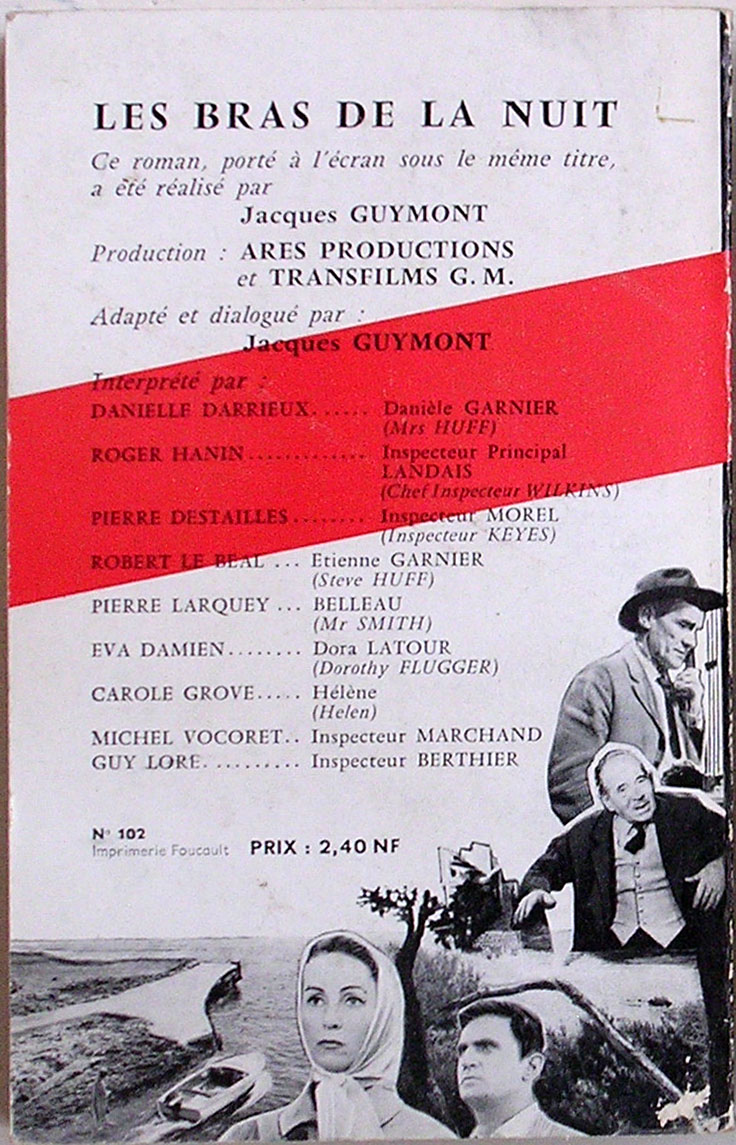 LES BRAS DE LA NUIT
Ce roman, porté à l'écran sous le même titre,
a été réalisé par
Jacques GUYMONT
Production : ARES PRODUCTIONS
et TRANSFILMS G. M.
Adapté et dialogué par :
Jacques GUYMONT
Interprété par :
DANIELLE DARRIEUX...... Danièle GARNIER
(Mrs HUFF)
ROGER HANIN............. Inspecteur Principal
LANDAIS
(Chef Inspecteur WILKINS)
PIERRE DESTAILLES........ Inspecteur MOREL
(Inspecteur KEYES)
ROBERT LE BEAL ... Etienne GARNIER
(Steve HUFF)
PIERRE LARQUEY ... BELLEAU
(Mr SMITH)
EVA DAMIEN........ Dora LATOUR
(Dorothy FLUGGER)
CAROLE GROVE..... Hélène
(Helen)
MICHEL VOCORET.. Inspecteur MARCHAND
GUY LORE. ......... Inspecteur BERTHIER
N° 102
Imprimerie Foucault PRIX : 2,40 NF